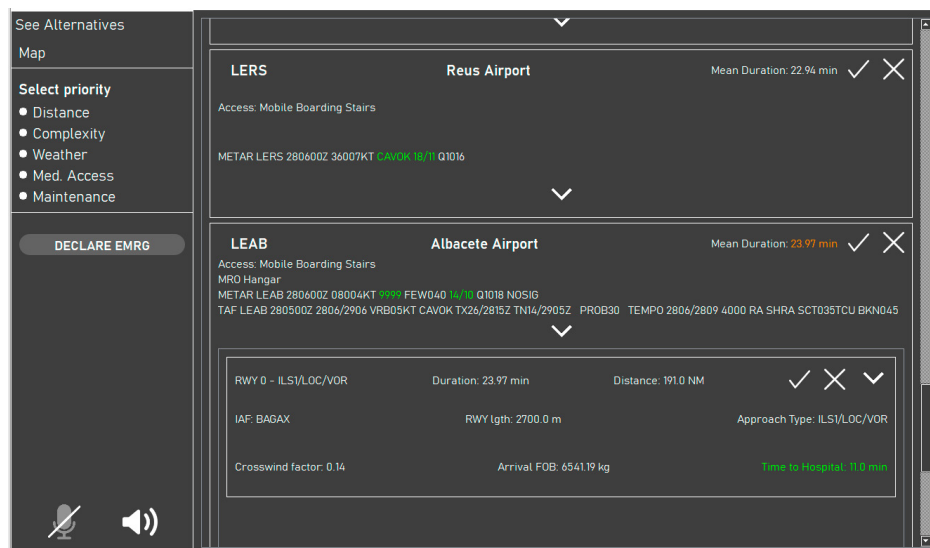 See Alternatives
Map
Select priority
Distance
Complexity
Weather
Med. Access
Maintenance
DECLARE EMRG
LERS Reus Airport Mean Duration: 22.94 min
Access: Mobile Boarding Stairs
METAR LERS 280600Z 36007KT CAVOK 18/11 Q1016
LEAB Albacete Airport Mean Duration: 23.97 min
Access: Mobile Boarding Stairs
MRO Hangar
METAR LEAB 280600Z 08004KT 9999 FEW040 14/10 Q1018 NOSIG
TAF LEAB 280500Z 2806/2906 VRB05KT CAVOK TX26/2815Z TN14/2905Z PROB30 TEMPO 2806/2809 4000 RA SHRA SCT035TCU BKN045
RWY 0 - ILS1/LOC/VOR Duration: 23.97 min Distance: 191.0 NM
IAF: BAGAX RWY lgth: 2700.0 m Approach Type: ILS1/LOC/VOR
Crosswind factor: 0.14 Arrival FOB: 6541.19 kg Time to Hospital: 11.0 min